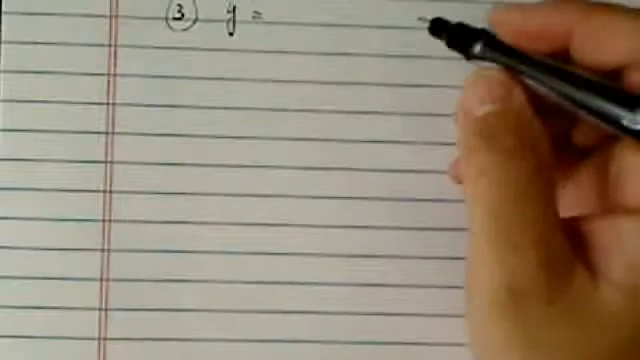 ③ y =